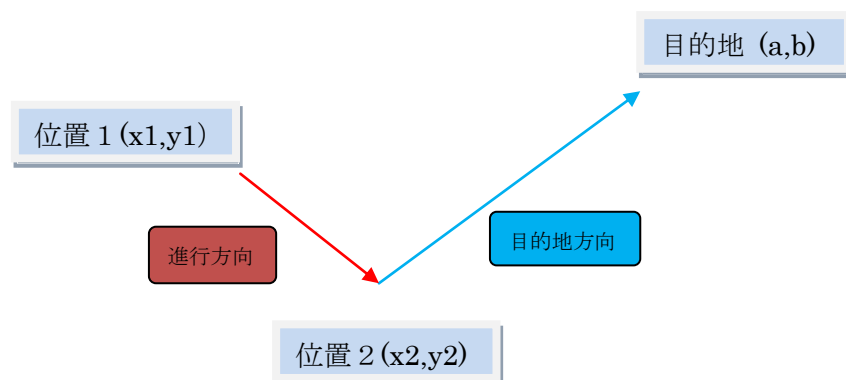 目的地 (a,b)
位置１(x1,y1)
進行方向
目的地方向
位置２(x2,y2)